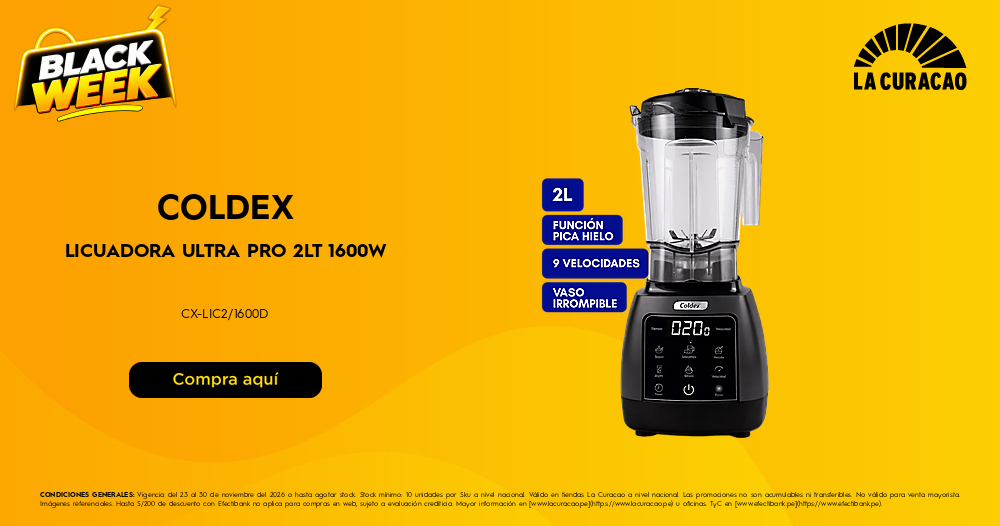 BLACK
WEEK
LA CURACAO
COLDEX
LICUADORA ULTRA PRO 2LT 1600W
CX-LIC2/1600D
Compra aquí
2L
FUNCIÓN
PICA HIELO
9 VELOCIDADES
VASO
IRROMPIBLE
Coldex
Tiempo
Velocidad
CONDICIONES GENERALES: Vigencia del 23 al 30 de noviembre del 2026 o hasta agotar stock. Stock mínimo: 10 unidades por Sku a nivel nacional. Válido en tiendas La Curacao a nivel nacional. Las promociones no son acumulables ni transferibles. No válido para venta mayorista.
Imágenes referenciales. Hasta S/200 de descuento con Efectibank no aplica para compras en web, sujeto a evaluación crediticia. Mayor información en [www.lacuracao.pe](https://www.lacuracao.pe) u oficinas. TyC en [www.efectibank.pe](https://www.efectibank.pe).